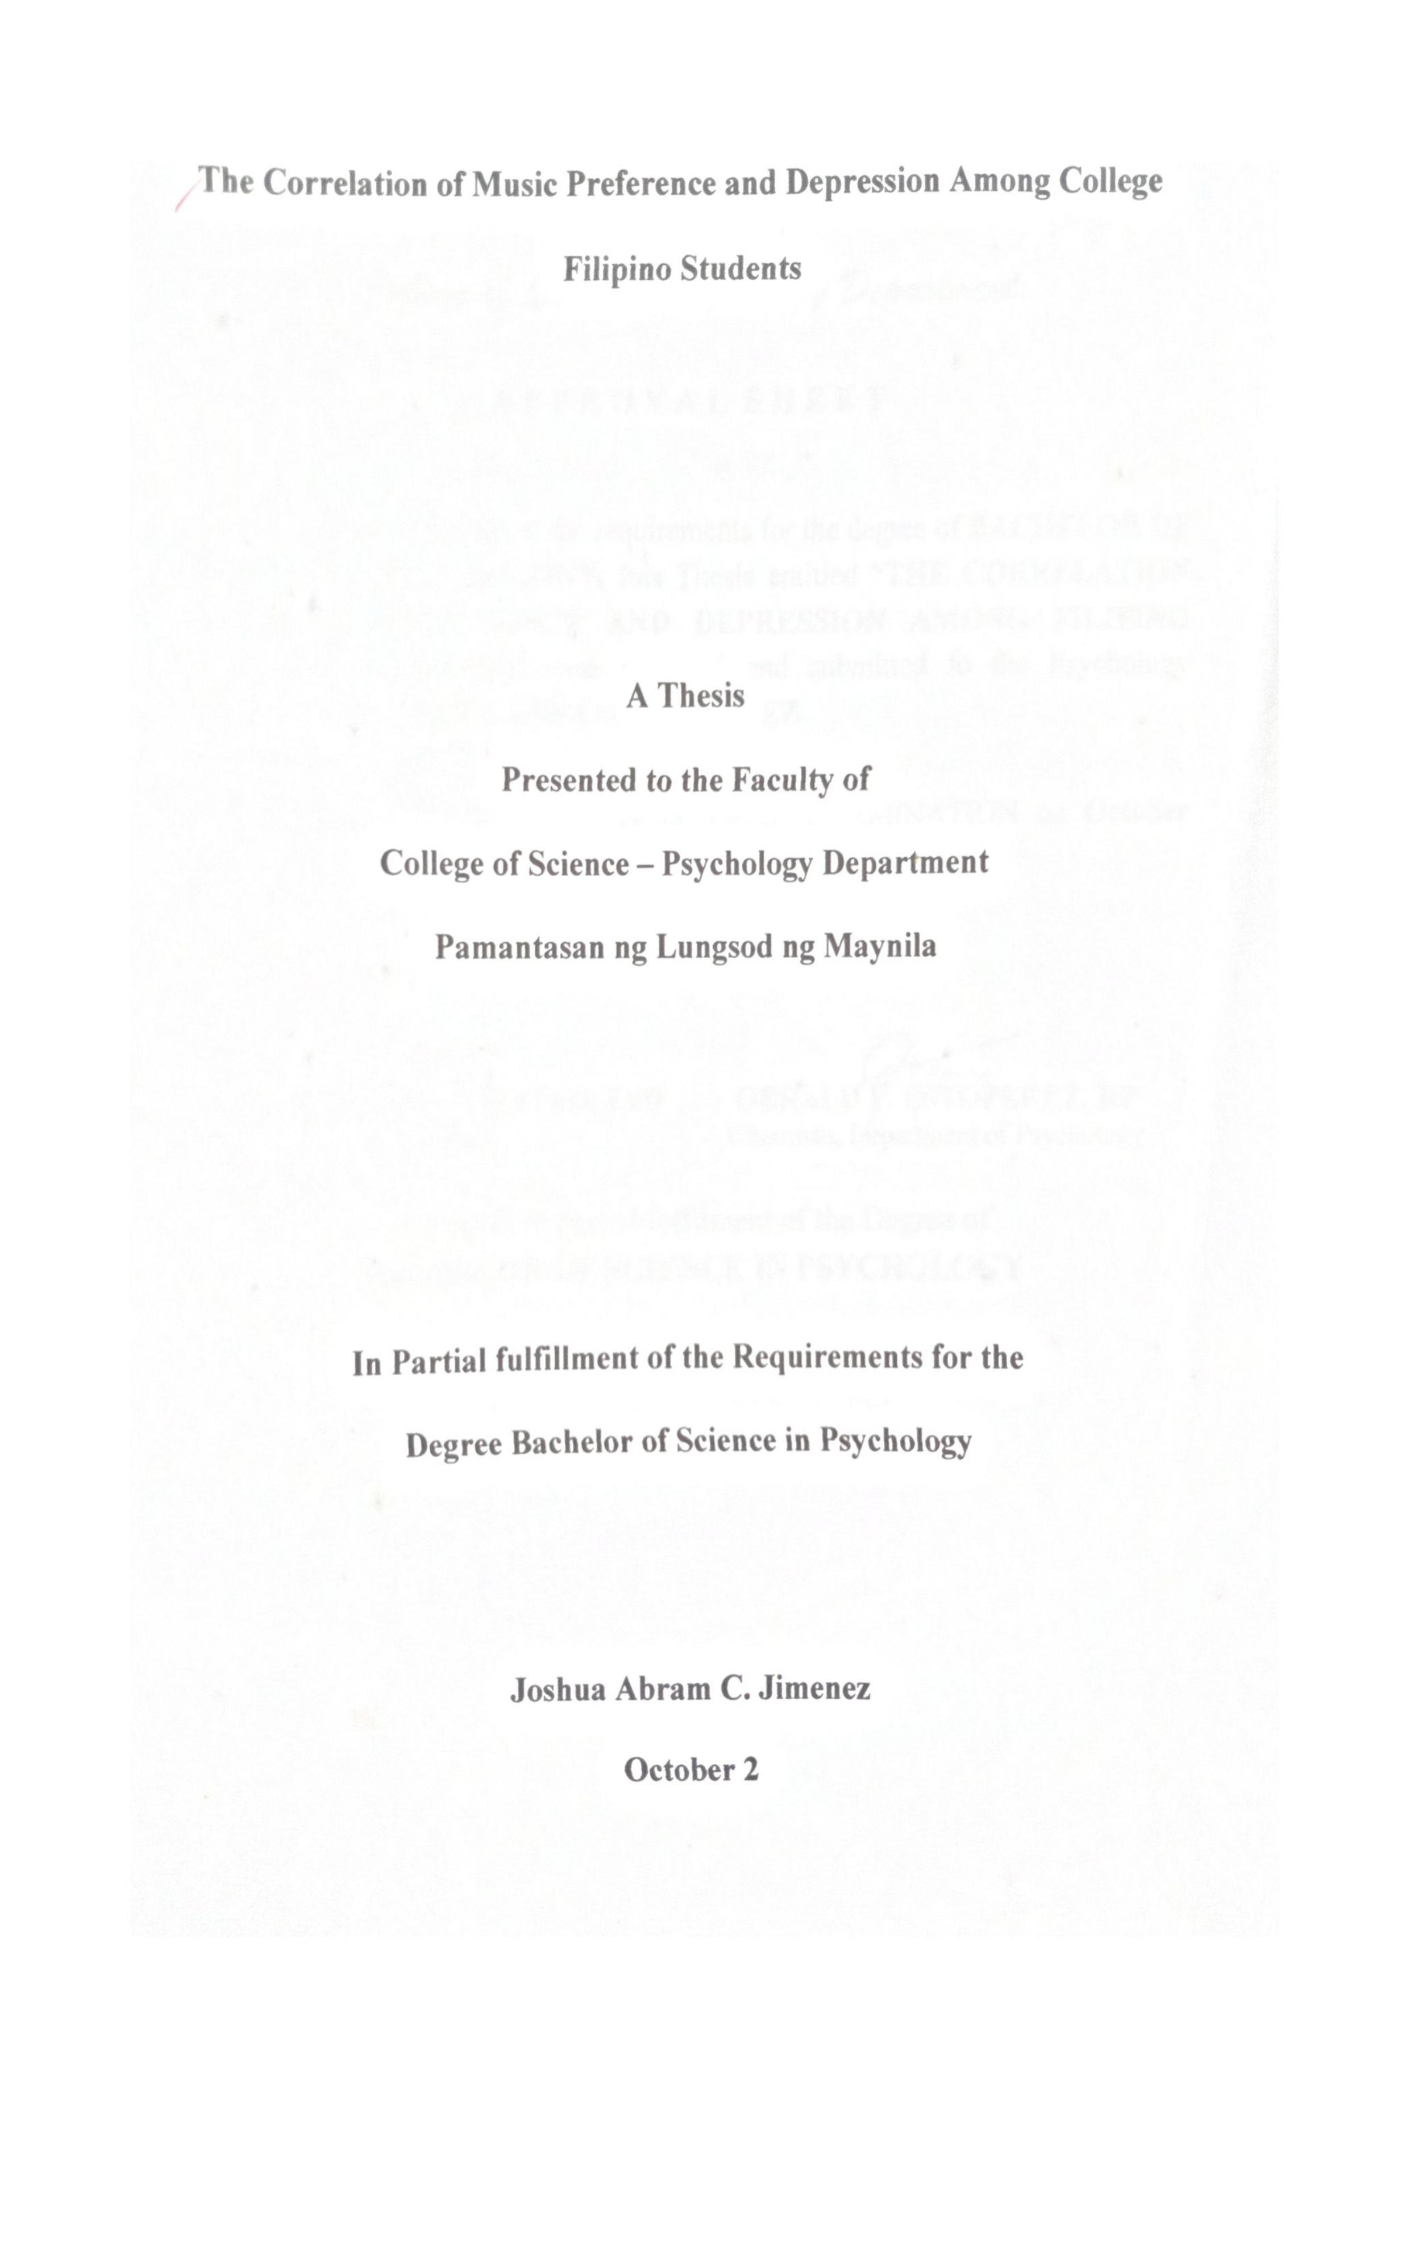 The Correlation of Music Preference and Depression Among College
Filipino Students
A Thesis
Presented to the Faculty of
College of Science – Psychology Department
Pamantasan ng Lungsod ng Maynila
In Partial fulfillment of the Requirements for the
Degree Bachelor of Science in Psychology
Joshua Abram C. Jimenez
October 2